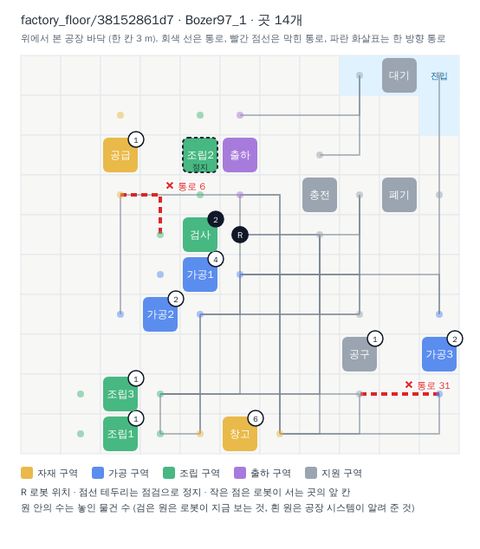 factory_floor/38152861d7 · Bozer97_1 · 곳 14개
위에서 본 공장 바닥 (한 칸 3 m). 회색 선은 통로, 빨간 점선은 막힌 통로, 파란 화살표는 한 방향 통로
대기
진입
공급
1
조립2
정지
출하
✖ 통로 6
충전
폐기
2
검사
R
4
가공1
2
가공2
1
공구
2
가공3
✖ 통로 31
1
조립3
1
조립1
6
창고
자재 구역
가공 구역
조립 구역
출하 구역
지원 구역
R 로봇 위치 · 점선 테두리는 점검으로 정지 · 작은 점은 로봇이 서는 곳의 앞 칸
원 안의 수는 놓인 물건 수 (검은 원은 로봇이 지금 보는 것, 흰 원은 공장 시스템이 알려 준 것)